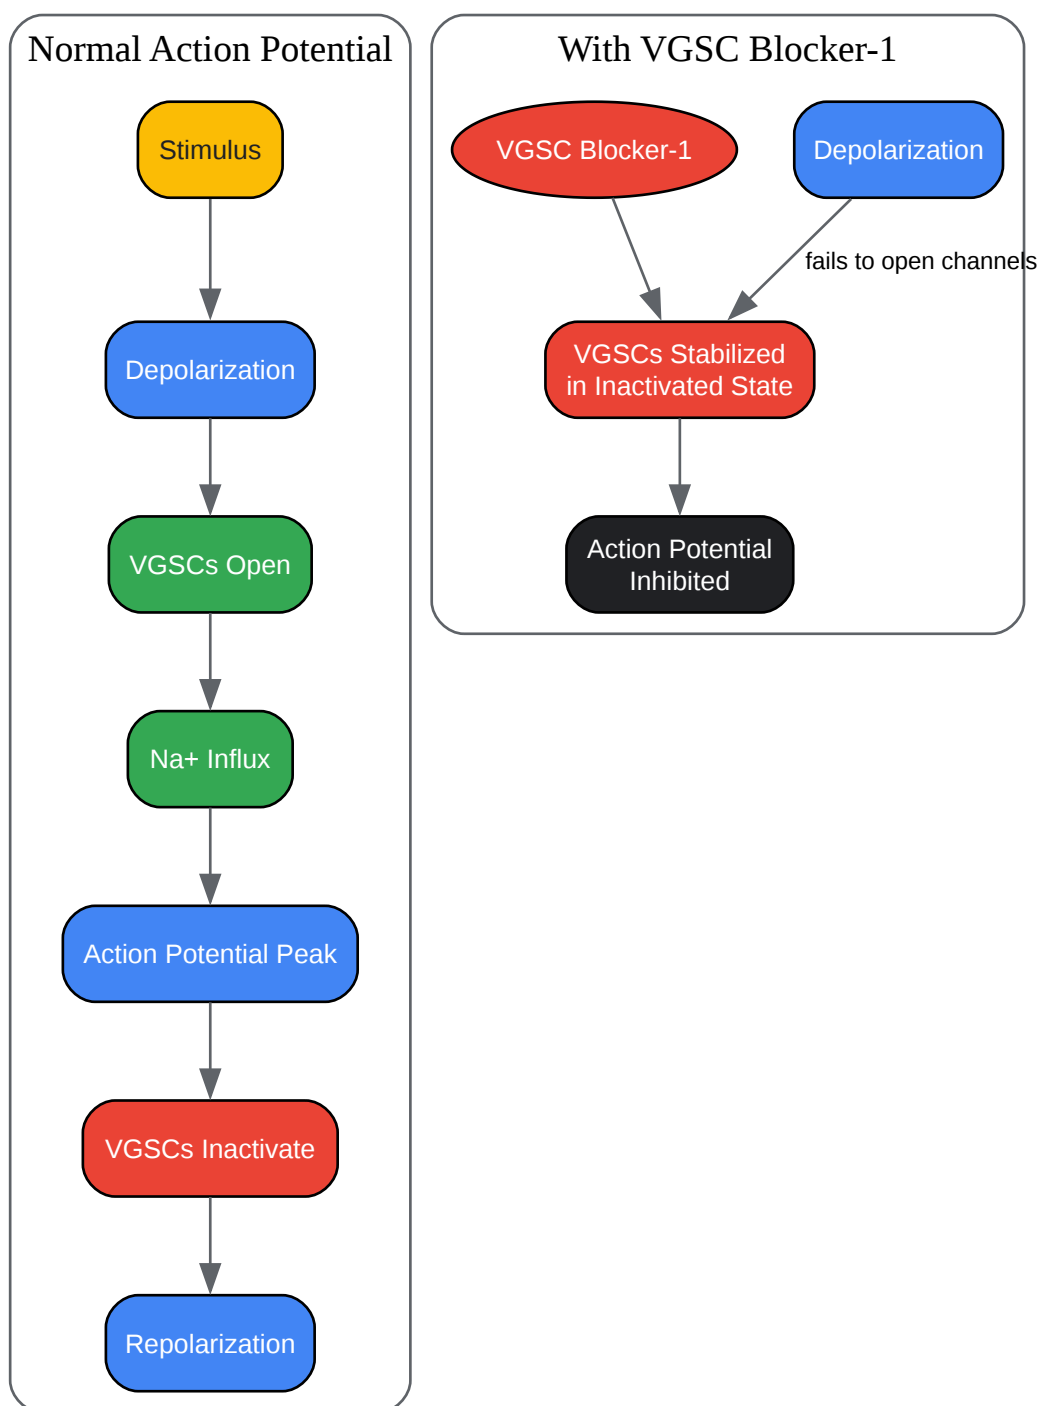 Normal Action Potential
Stimulus
Depolarization
VGSCs Open
Na+ Influx
Action Potential Peak
VGSCs Inactivate
Repolarization
With VGSC Blocker-1
VGSC Blocker-1
Depolarization
fails to open channels
VGSCs Stabilized
in Inactivated State
Action Potential
Inhibited